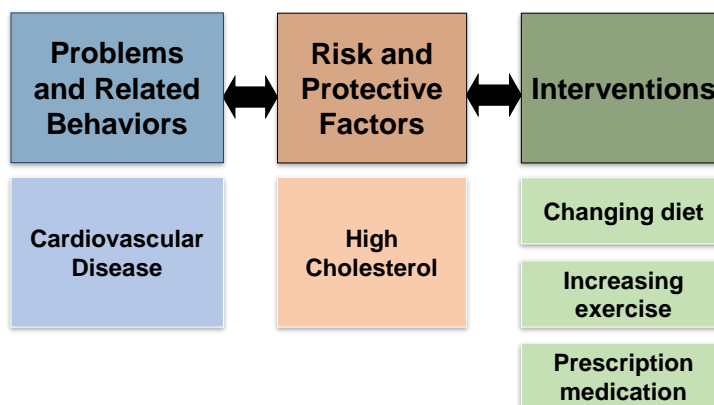 Problems
and Related
Behaviors
Risk and
Protective
Factors
Interventions
Cardiovascular
Disease
High
Cholesterol
Changing diet
Increasing
exercise
Prescription
medication